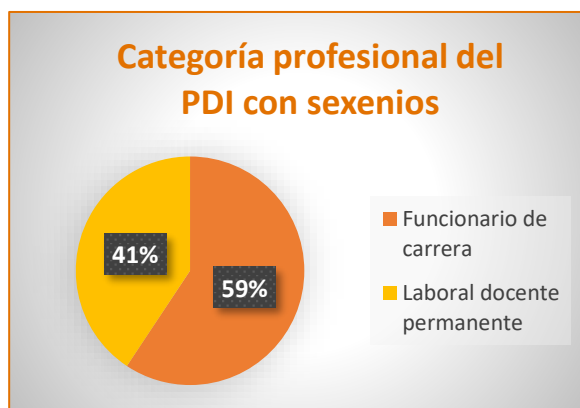 Categoría profesional del
PDI con sexenios
41%
59%
Funcionario de
carrera
Laboral docente
permanente